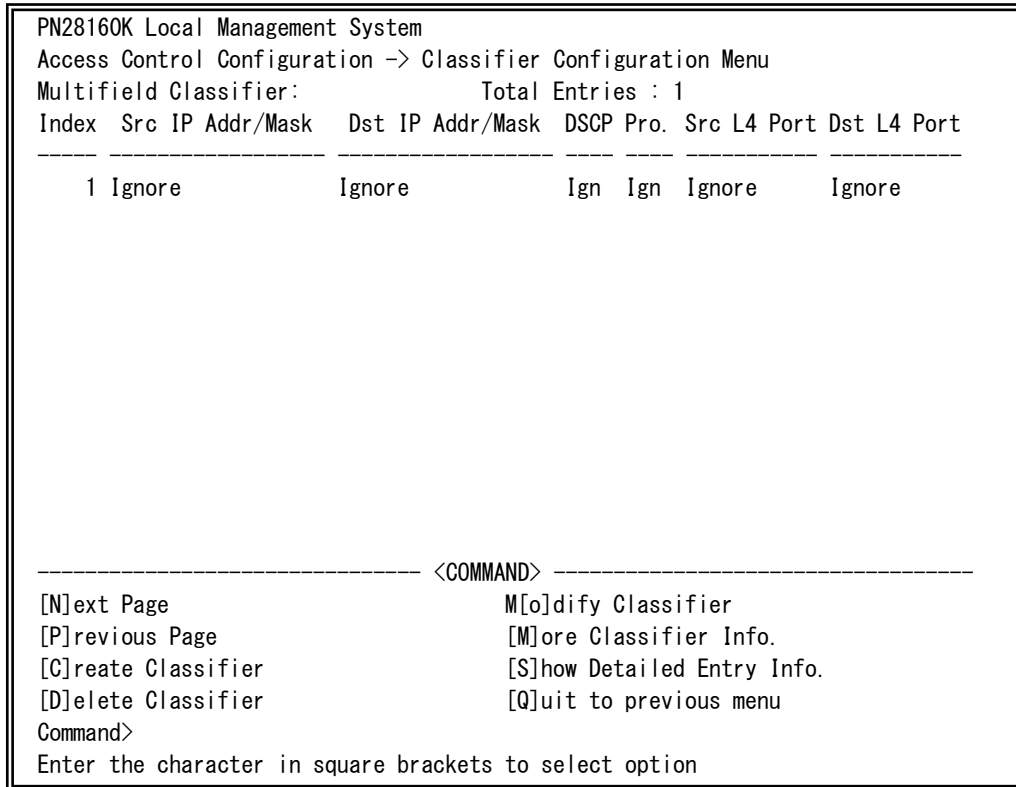 PN28160K Local Management System
Access Control Configuration -> Classifier Configuration Menu
Multifield Classifier:                Total Entries : 1
Index  Src IP Addr/Mask   Dst IP Addr/Mask  DSCP Pro. Src L4 Port Dst L4 Port
----- ------------------ ------------------ ---- ---- ----------- -----------
    1 Ignore             Ignore             Ign  Ign  Ignore      Ignore
-------------------------------- <COMMAND> -----------------------------------
[N]ext Page                            M[o]dify Classifier
[P]revious Page                        [M]ore Classifier Info.
[C]reate Classifier                    [S]how Detailed Entry Info.
[D]elete Classifier                    [Q]uit to previous menu
Command>
Enter the character in square brackets to select option